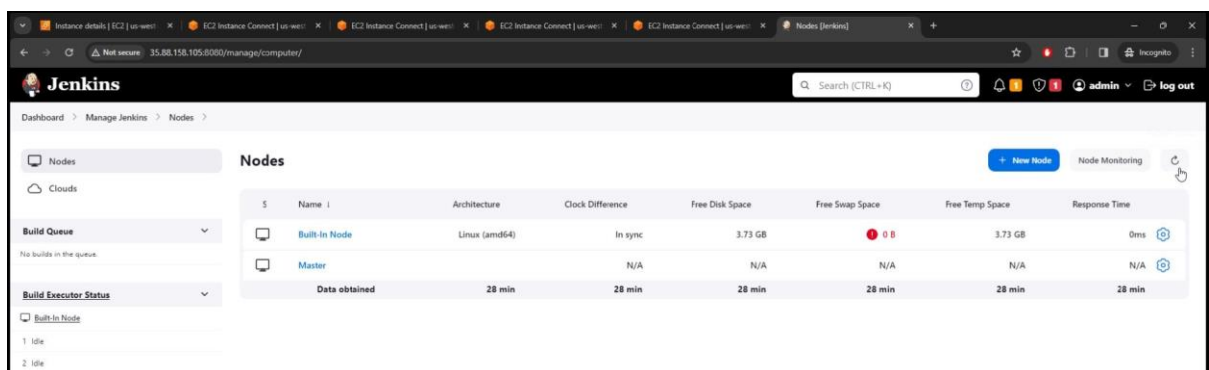 Instance details | EC2 | us-west-
EC2 Instance Connect | us-west
EC2 Instance Connect | us-west
EC2 Instance Connect | us-west
EC2 Instance Connect | us-west
Nodes [Jenkins]
Not secure 35.88.158.105:8080/manage/computer/
Incognito
Jenkins
Search (CTRL+K)
1
1
admin
log out
Dashboard > Manage Jenkins > Nodes >
Nodes
Clouds
Build Queue
No builds in the queue.
Build Executor Status
Built-In Node
1 Idle
2 Idle
Nodes
+ New Node
Node Monitoring
S Name ↓ Architecture Clock Difference Free Disk Space Free Swap Space Free Temp Space Response Time
Built-In Node Linux (amd64) In sync 3.73 GB 0 B 3.73 GB 0ms
Master N/A N/A N/A N/A N/A
Data obtained 28 min 28 min 28 min 28 min 28 min 28 min